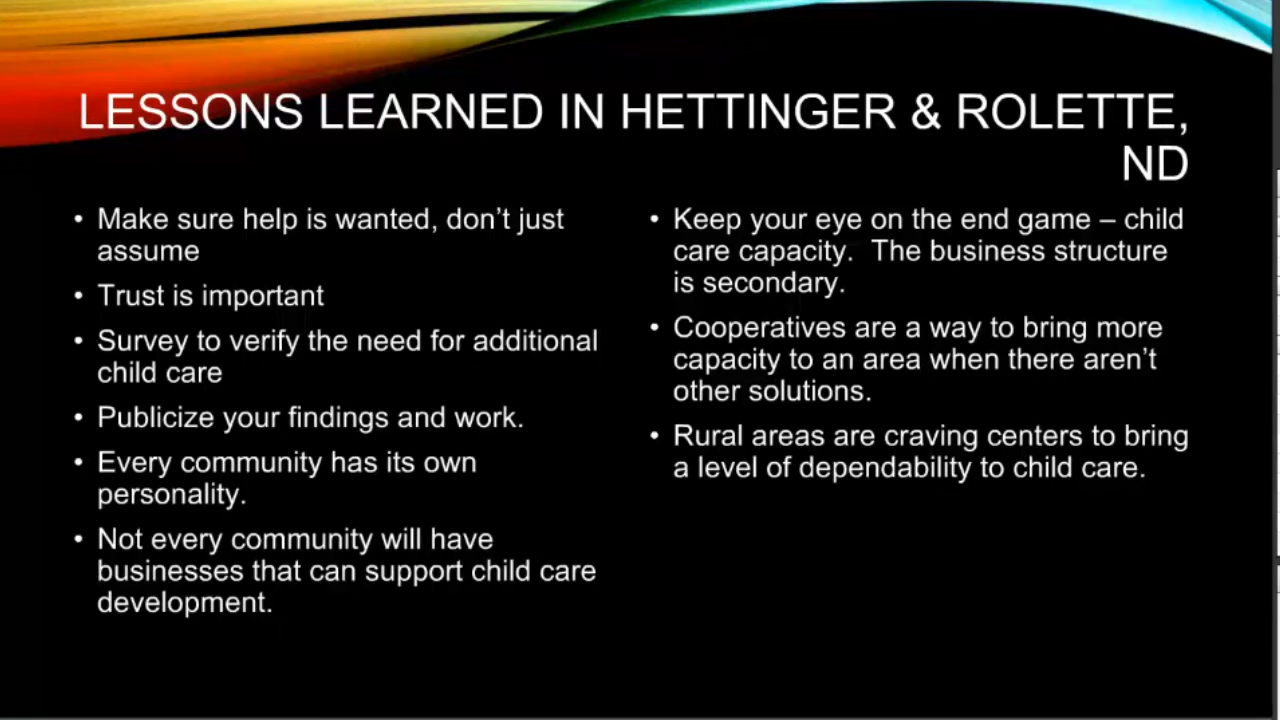 LESSONS LEARNED IN HETTINGER & ROLETTE,
ND
• Make sure help is wanted, don’t just
assume
• Trust is important
• Survey to verify the need for additional
child care
• Publicize your findings and work.
• Every community has its own
personality.
• Not every community will have
businesses that can support child care
development.
• Keep your eye on the end game – child
care capacity.  The business structure
is secondary.
• Cooperatives are a way to bring more
capacity to an area when there aren’t
other solutions.
• Rural areas are craving centers to bring
a level of dependability to child care.